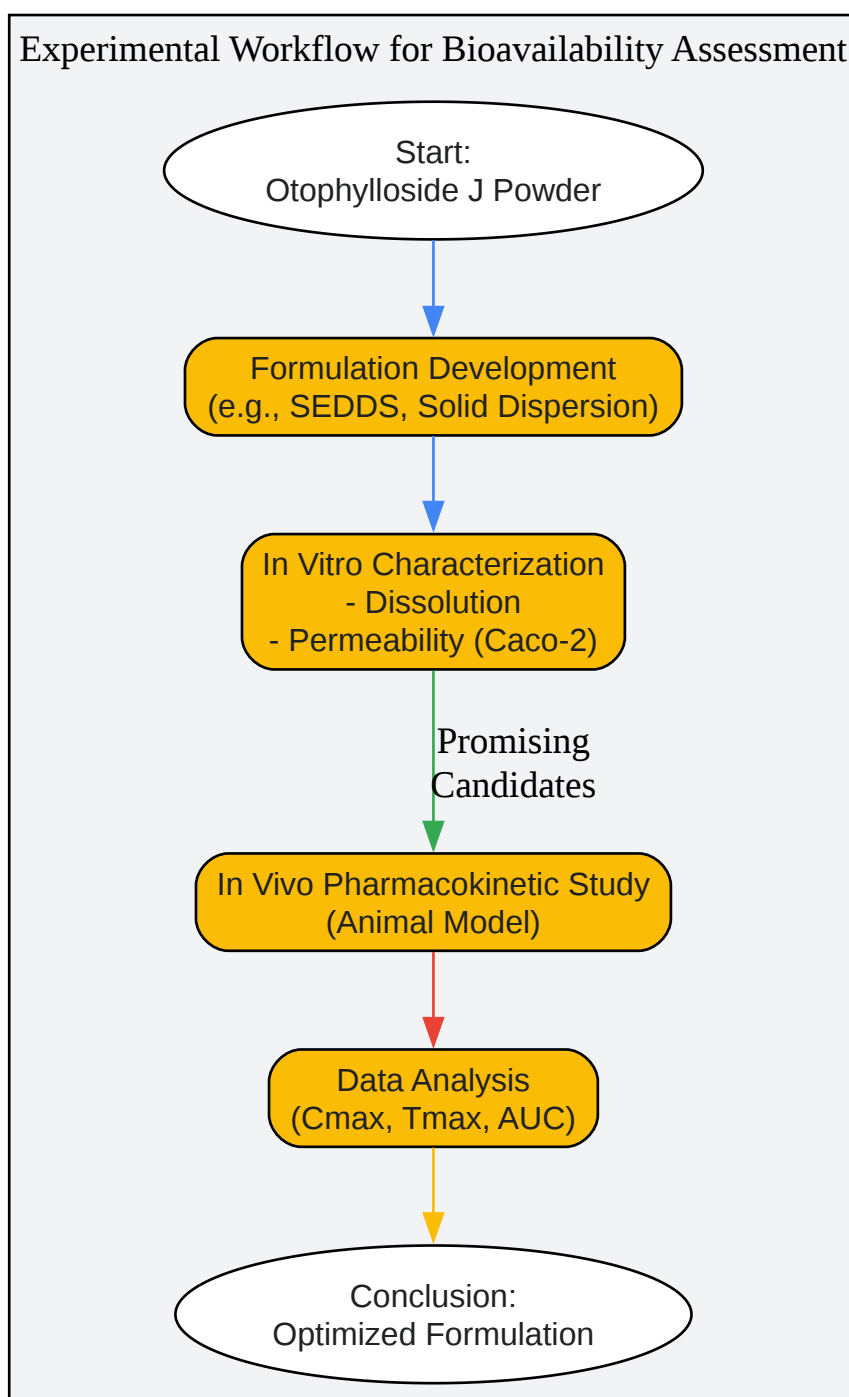 Experimental Workflow for Bioavailability Assessment
Start:
Otophylloside J Powder
Formulation Development
(e.g., SEDDS, Solid Dispersion)
In Vitro Characterization
- Dissolution
- Permeability (Caco-2)
Promising
Candidates
In Vivo Pharmacokinetic Study
(Animal Model)
Data Analysis
(Cmax, Tmax, AUC)
Conclusion:
Optimized Formulation